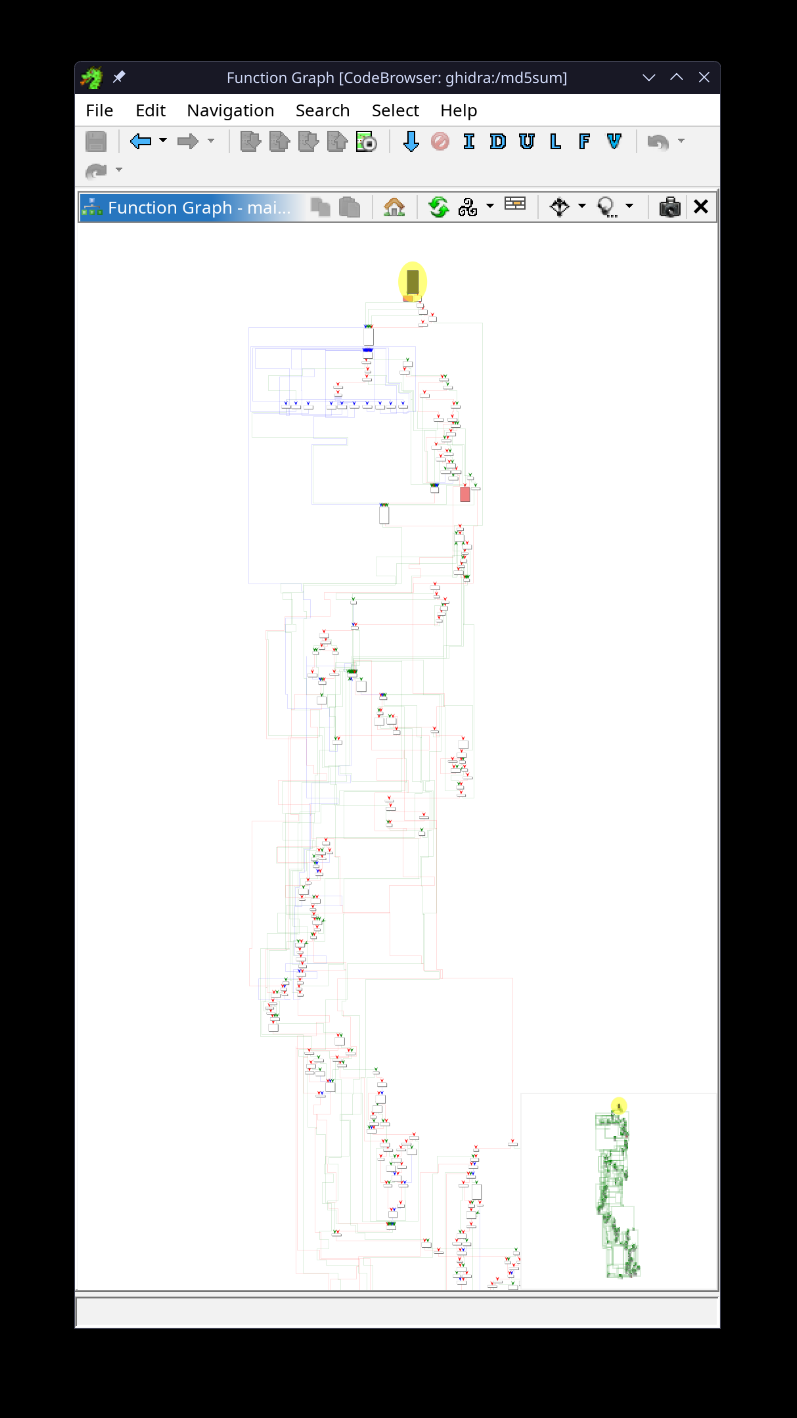 Function Graph [CodeBrowser: ghidra:/md5sum]
File Edit Navigation Search Select Help
I D U L F V
Function Graph - mai...